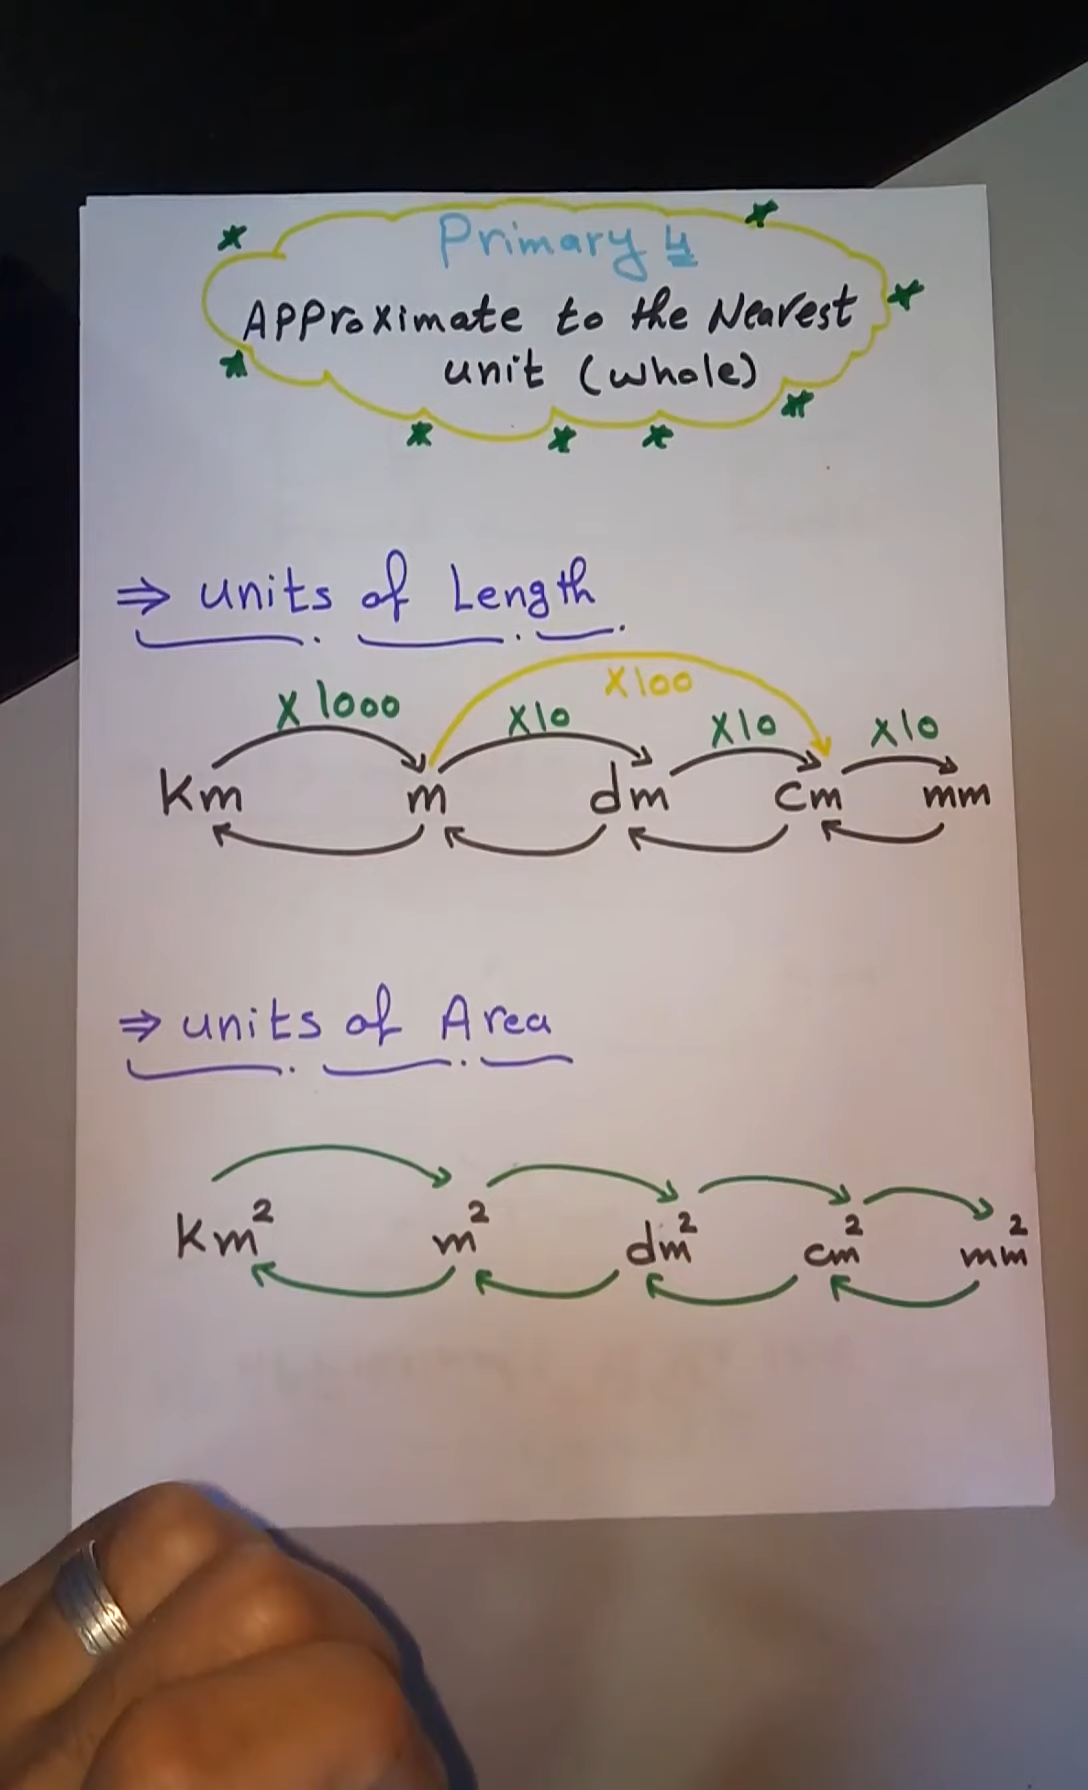 Primary 4
Approximate to the Nearest
unit (whole)
⇒ units of Length
X1000 X10 X100 X10 X10
Km m dm cm mm
⇒ units of Area
Km² m² dm² cm² mm²